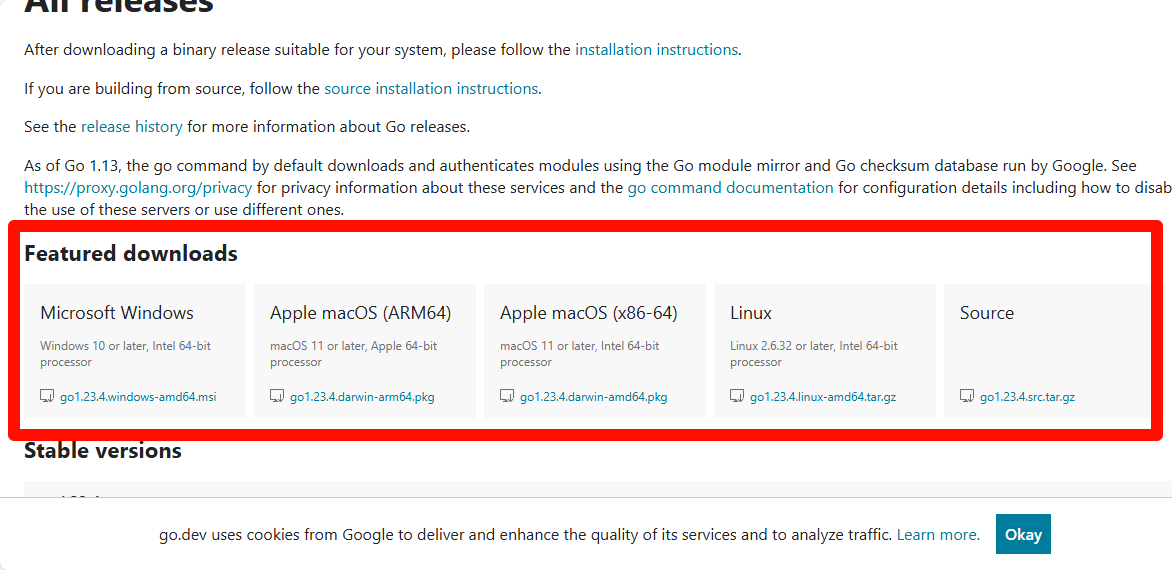 All releases
After downloading a binary release suitable for your system, please follow the installation instructions.
If you are building from source, follow the source installation instructions.
See the release history for more information about Go releases.
As of Go 1.13, the go command by default downloads and authenticates modules using the Go module mirror and Go checksum database run by Google. See
https://proxy.golang.org/privacy for privacy information about these services and the go command documentation for configuration details including how to disab
the use of these servers or use different ones.
Featured downloads
Microsoft Windows
Windows 10 or later, Intel 64-bit
processor
go1.23.4.windows-amd64.msi
Apple macOS (ARM64)
macOS 11 or later, Apple 64-bit
processor
go1.23.4.darwin-arm64.pkg
Apple macOS (x86-64)
macOS 11 or later, Intel 64-bit
processor
go1.23.4.darwin-amd64.pkg
Linux
Linux 2.6.32 or later, Intel 64-bit
processor
go1.23.4.linux-amd64.tar.gz
Source
go1.23.4.src.tar.gz
Stable versions
go.dev uses cookies from Google to deliver and enhance the quality of its services and to analyze traffic. Learn more.
Okay